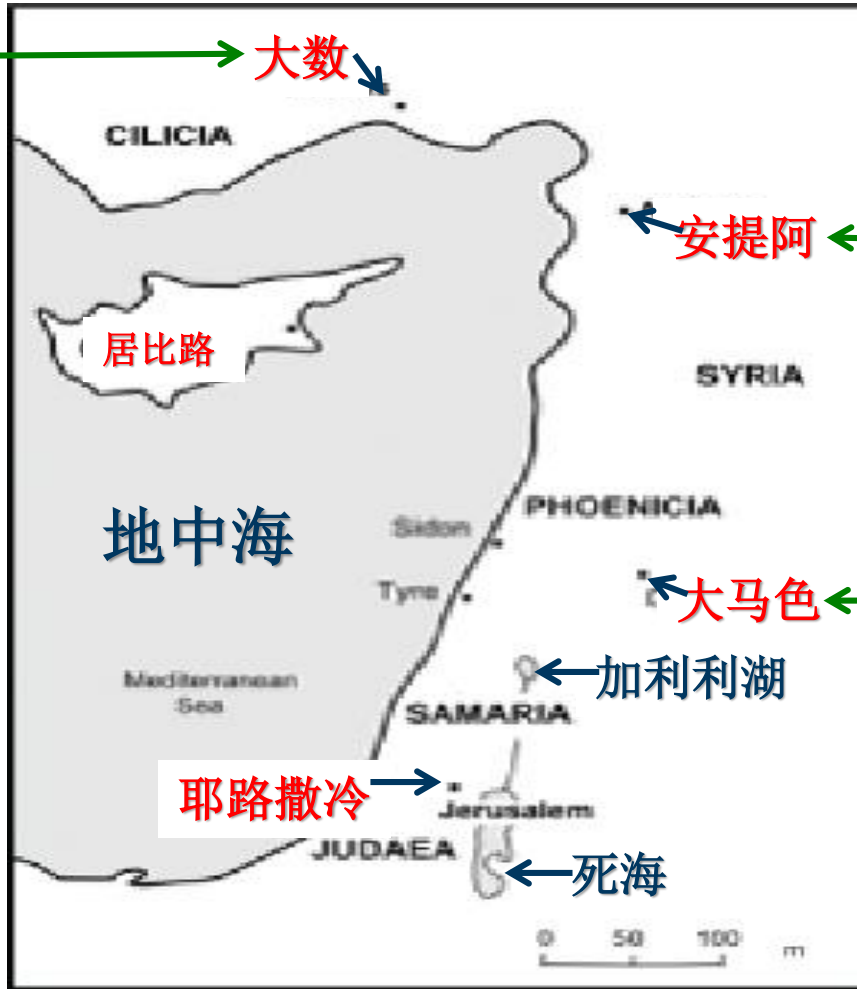 大数
CILICIA
安提阿
居比路
SYRIA
PHOENICIA
地中海
Siidon
Tyre
大马色
加利利湖
Mediterranean
Sea
SAMARIA
耶路撒冷
Jerusalem
JUDAEA
死海
0 50 100 m